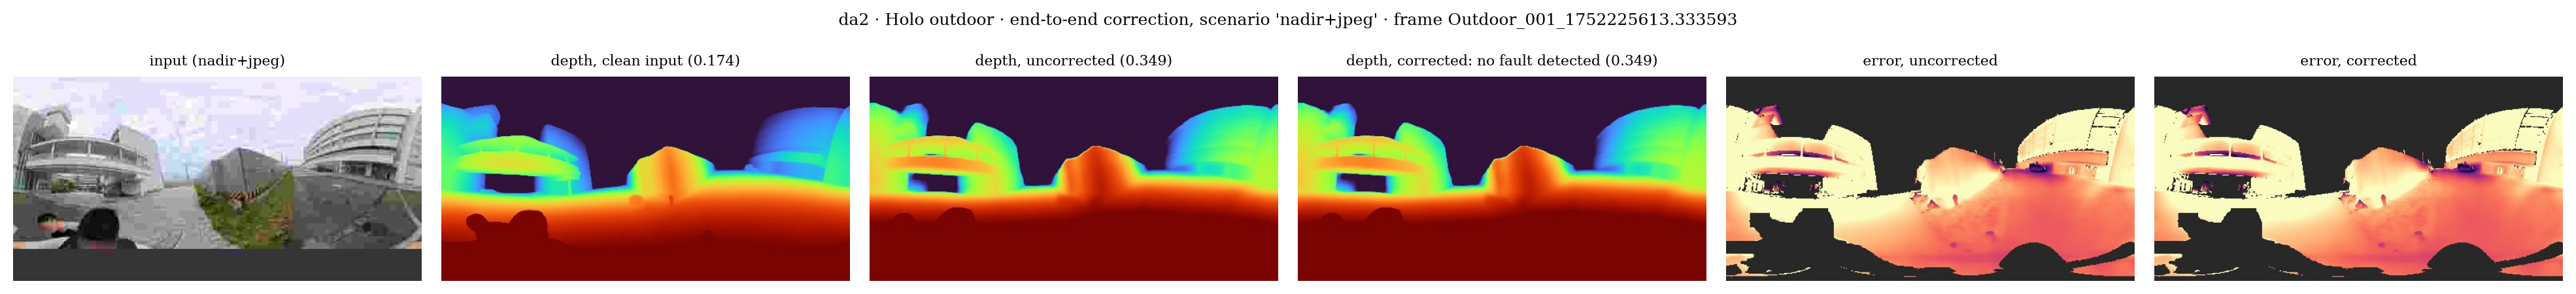 da2 · Holo outdoor · end-to-end correction, scenario 'nadir+jpeg' · frame Outdoor_001_1752225613.333593
input (nadir+jpeg)
depth, clean input (0.174)
depth, uncorrected (0.349)
depth, corrected: no fault detected (0.349)
error, uncorrected
error, corrected